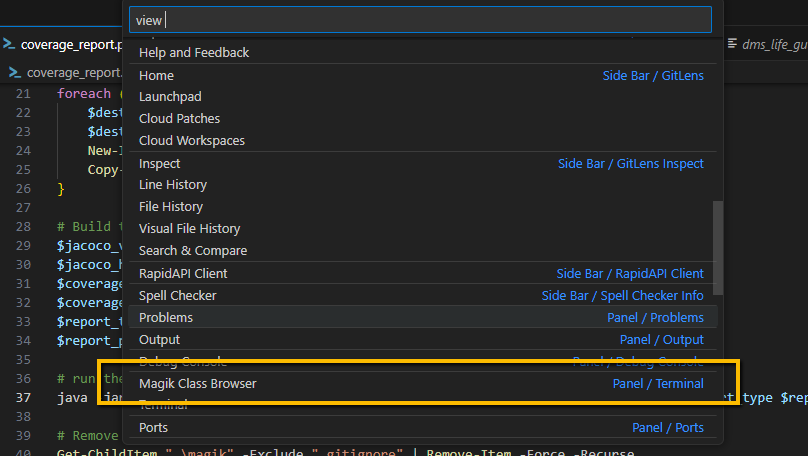 view
coverage_report.p
dms_life_gu
coverage_report.
Help and Feedback
Home Side Bar / GitLens
Launchpad
Cloud Patches
Cloud Workspaces
Inspect Side Bar / GitLens Inspect
Line History
File History
Visual File History
Search & Compare
RapidAPI Client Side Bar / RapidAPI Client
Spell Checker Side Bar / Spell Checker Info
Problems Panel / Problems
Output Panel / Output
Debug Console Panel / Debug Console
Magik Class Browser Panel / Terminal
Terminal
Ports Panel / Ports
21 foreach (
22 $dest
23 $dest
24 New-I
25 Copy-
26 }
27
28 # Build t
29 $jacoco_v
30 $jacoco_h
31 $coverage
32 $coverage
33 $report_t
34 $report_p
35
36 # run the
37 java -jar rt_type $rep
38
39 # Remove
40 Get-ChildItem ".\magik" -Exclude ".gitignore" | Remove-Item -Force -Recurse